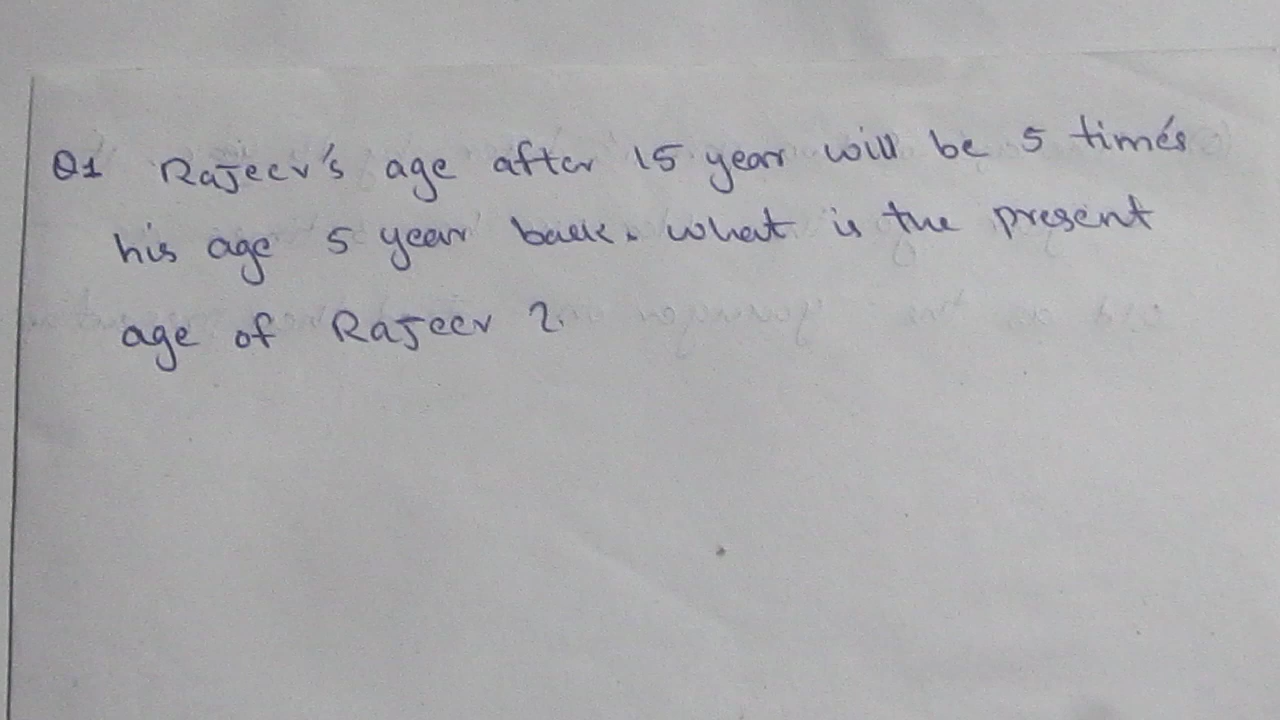 Q1 Rajeev's age after 15 year will be 5 times
his age 5 year back. what is the present
age of Rajeev ?